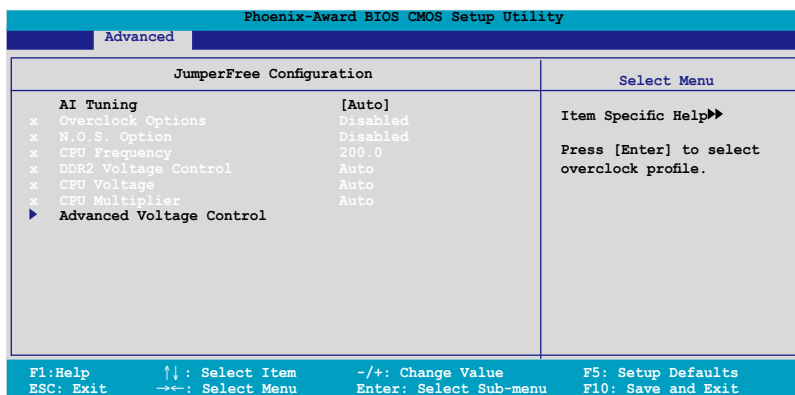 Phoenix-Award BIOS CMOS Setup Utility
Advanced
JumperFree Configuration
Select Menu
AI Tuning [Auto]
x Overclock Options Disabled
x N.O.S. Option Disabled
x CPU Frequency 200.0
x DDR2 Voltage Control Auto
x CPU Voltage Auto
x CPU Multiplier Auto
Advanced Voltage Control
Item Specific Help
Press [Enter] to select
overclock profile.
F1:Help ↑↓: Select Item -/+: Change Value F5: Setup Defaults
ESC: Exit →←: Select Menu Enter: Select Sub-menu F10: Save and Exit